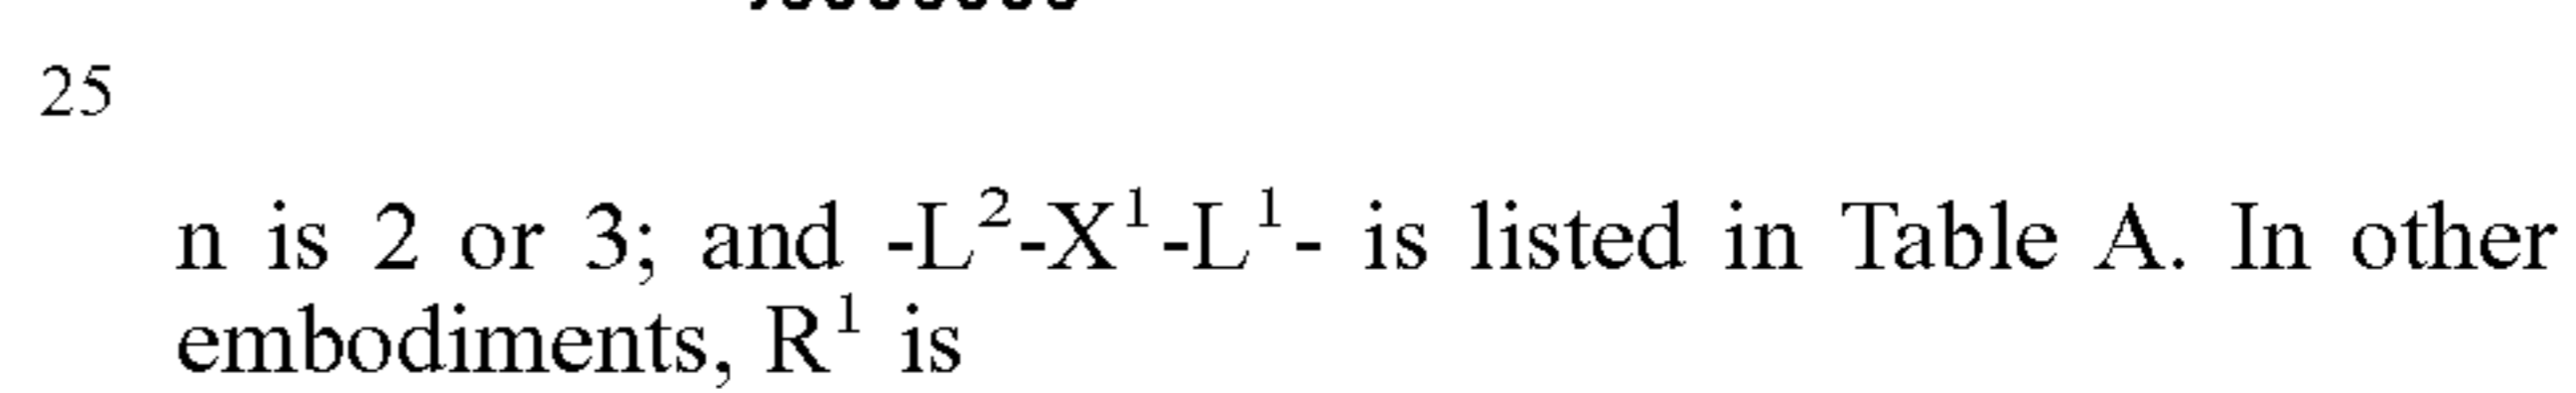 25
n is 2 or 3; and -L²-X¹-L¹- is listed in Table A. In other
embodiments, R¹ is